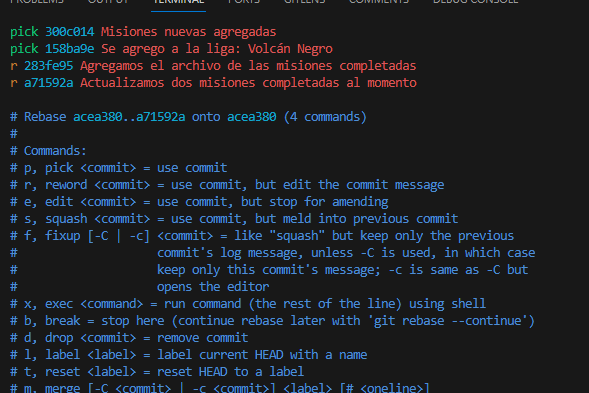 PROBLEMS OUTPUT TERMINAL PORTS GITLENS COMMENTS DEBUG CONSOLE
pick 300c014 Misiones nuevas agregadas
pick 158ba9e Se agrego a la liga: Volcán Negro
r 283fe95 Agregamos el archivo de las misiones completadas
r a71592a Actualizamos dos misiones completadas al momento
# Rebase acea380..a71592a onto acea380 (4 commands)
#
# Commands:
# p, pick <commit> = use commit
# r, reword <commit> = use commit, but edit the commit message
# e, edit <commit> = use commit, but stop for amending
# s, squash <commit> = use commit, but meld into previous commit
# f, fixup [-C | -c] <commit> = like "squash" but keep only the previous
#                    commit's log message, unless -C is used, in which case
#                    keep only this commit's message; -c is same as -C but
#                    opens the editor
# x, exec <command> = run command (the rest of the line) using shell
# b, break = stop here (continue rebase later with 'git rebase --continue')
# d, drop <commit> = remove commit
# l, label <label> = label current HEAD with a name
# t, reset <label> = reset HEAD to a label
# m, merge [-C <commit> | -c <commit>] <label> [# <oneline>]